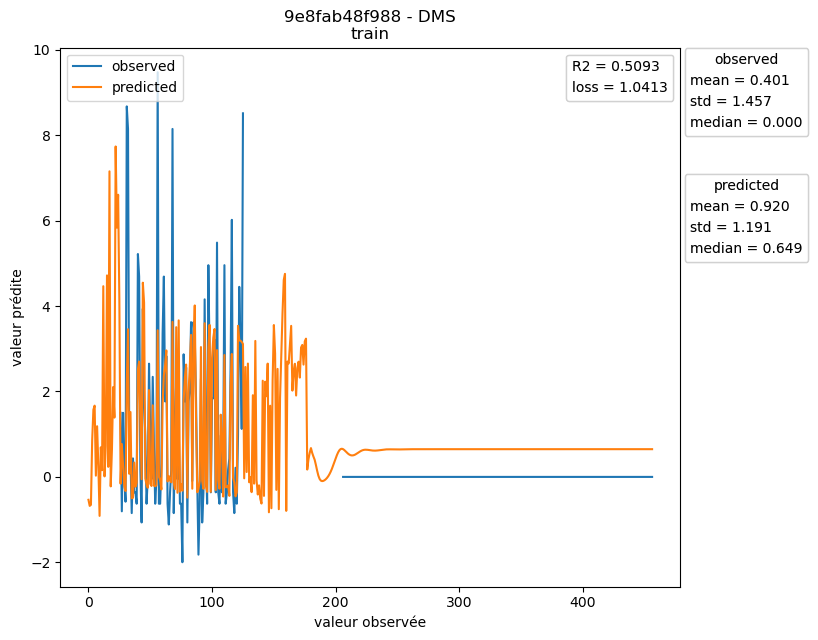 9e8fab48f988 - DMS
train
observed
predicted
R2 = 0.5093
loss = 1.0413
observed
mean = 0.401
std = 1.457
median = 0.000
predicted
mean = 0.920
std = 1.191
median = 0.649
valeur prédite
10
8
6
4
2
0
−2
0
100
200
300
400
valeur observée